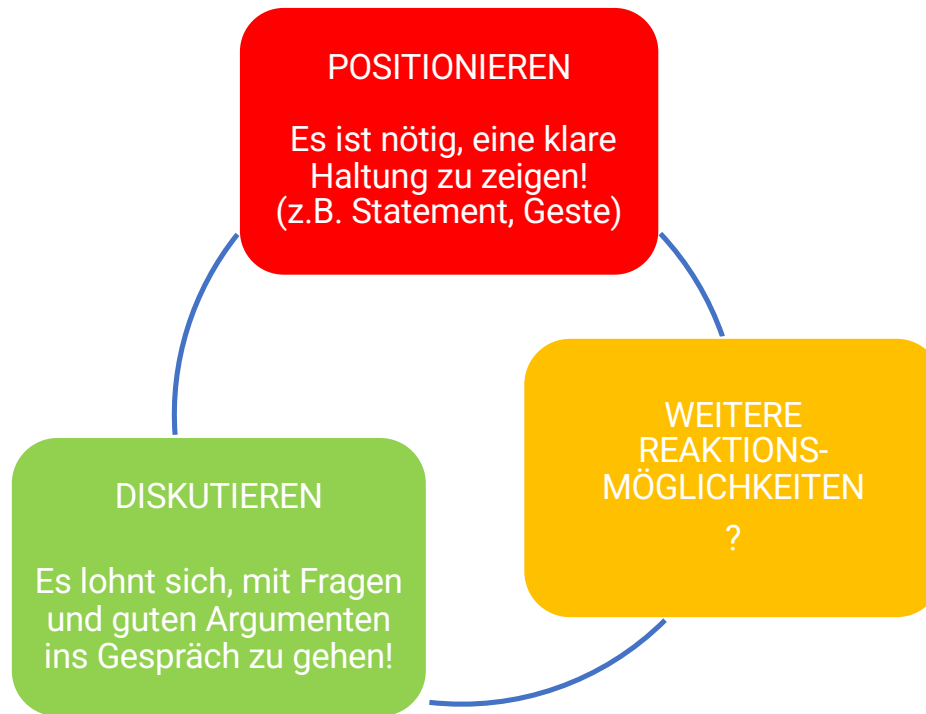 POSITIONIEREN
Es ist nötig, eine klare
Haltung zu zeigen!
(z.B. Statement, Geste)
WEITERE
REAKTIONS-
MÖGLICHKEITEN
?
DISKUTIEREN
Es lohnt sich, mit Fragen
und guten Argumenten
ins Gespräch zu gehen!